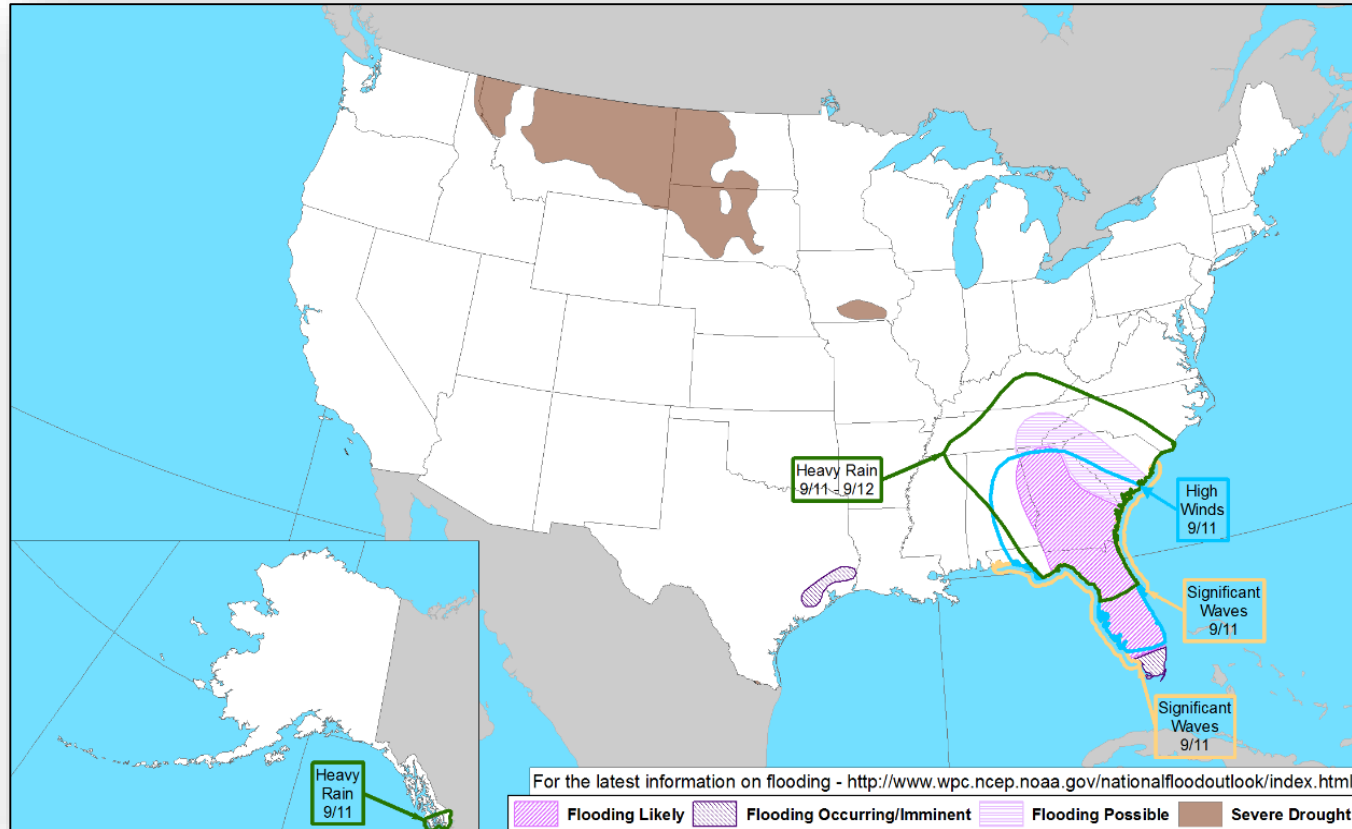 Heavy Rain
9/11 - 9/12
High
Winds
9/11
Significant
Waves
9/11
Significant
Waves
9/11
Heavy
Rain
9/11
For the latest information on flooding - http://www.wpc.ncep.noaa.gov/nationalfloodoutlook/index.html
Flooding Likely Flooding Occurring/Imminent Flooding Possible Severe Drought